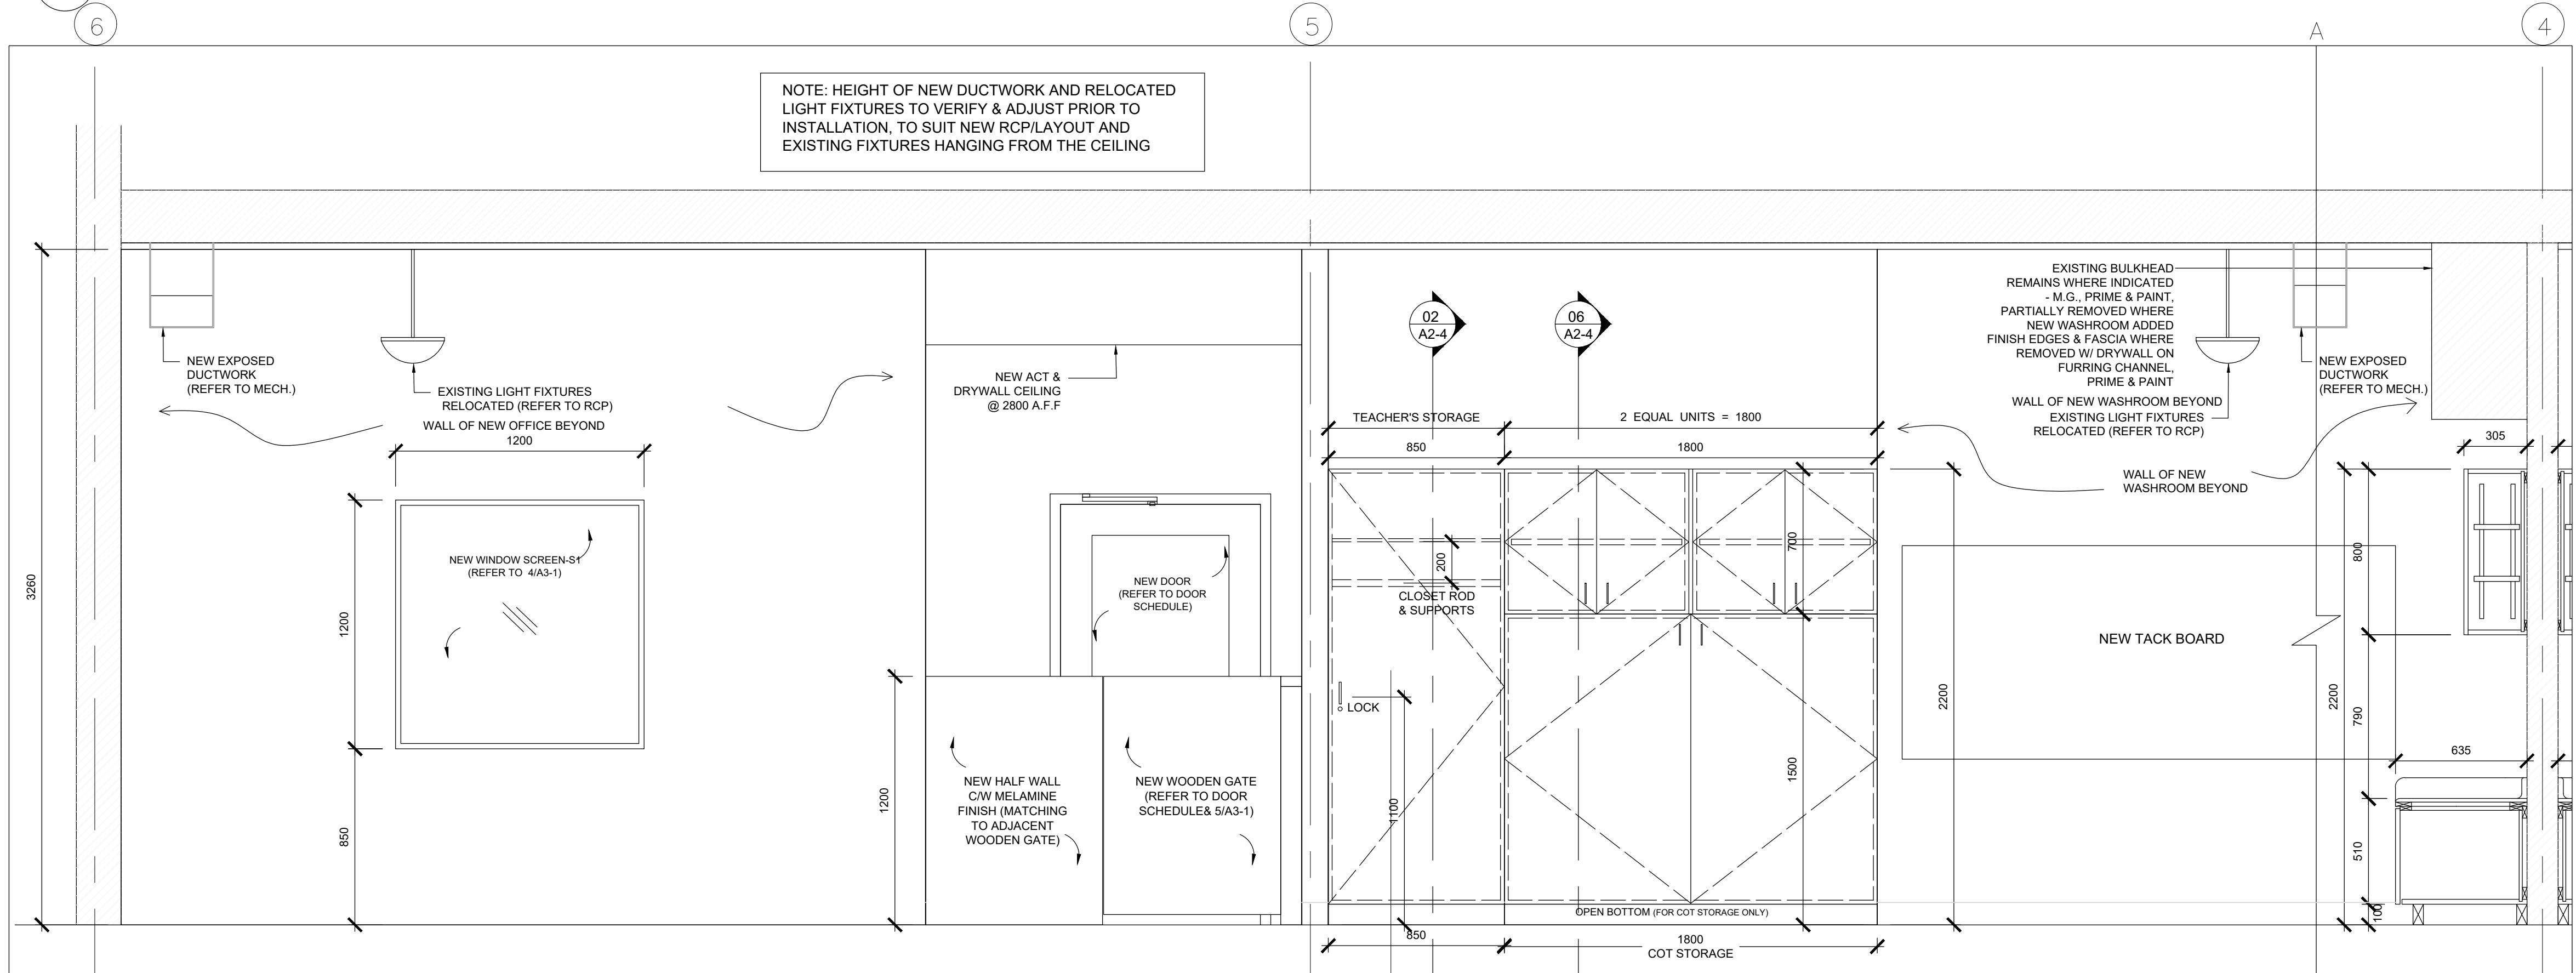 6
5
A
4
NOTE: HEIGHT OF NEW DUCTWORK AND RELOCATED
LIGHT FIXTURES TO VERIFY & ADJUST PRIOR TO
INSTALLATION, TO SUIT NEW RCP/LAYOUT AND
EXISTING FIXTURES HANGING FROM THE CEILING
3260
NEW EXPOSED
DUCTWORK
(REFER TO MECH.)
EXISTING LIGHT FIXTURES
RELOCATED (REFER TO RCP)
WALL OF NEW OFFICE BEYOND
1200
1200
850
NEW WINDOW SCREEN-S1
(REFER TO 4/A3-1)
NEW ACT &
DRYWALL CEILING
@ 2800 A.F.F
NEW DOOR
(REFER TO DOOR
SCHEDULE)
1200
NEW HALF WALL
C/W MELAMINE
FINISH (MATCHING
TO ADJACENT
WOODEN GATE)
NEW WOODEN GATE
(REFER TO DOOR
SCHEDULE& 5/A3-1)
02
A2-4
06
A2-4
TEACHER'S STORAGE
2 EQUAL UNITS = 1800
850
1800
200
CLOSET ROD
& SUPPORTS
700
LOCK
1100
1500
OPEN BOTTOM (FOR COT STORAGE ONLY)
850
1800
COT STORAGE
2200
EXISTING BULKHEAD
REMAINS WHERE INDICATED
- M.G., PRIME & PAINT,
PARTIALLY REMOVED WHERE
NEW WASHROOM ADDED
FINISH EDGES & FASCIA WHERE
REMOVED W/ DRYWALL ON
FURRING CHANNEL,
PRIME & PAINT
WALL OF NEW WASHROOM BEYOND
EXISTING LIGHT FIXTURES
RELOCATED (REFER TO RCP)
NEW EXPOSED
DUCTWORK
(REFER TO MECH.)
WALL OF NEW
WASHROOM BEYOND
NEW TACK BOARD
305
800
2200
790
635
510
100